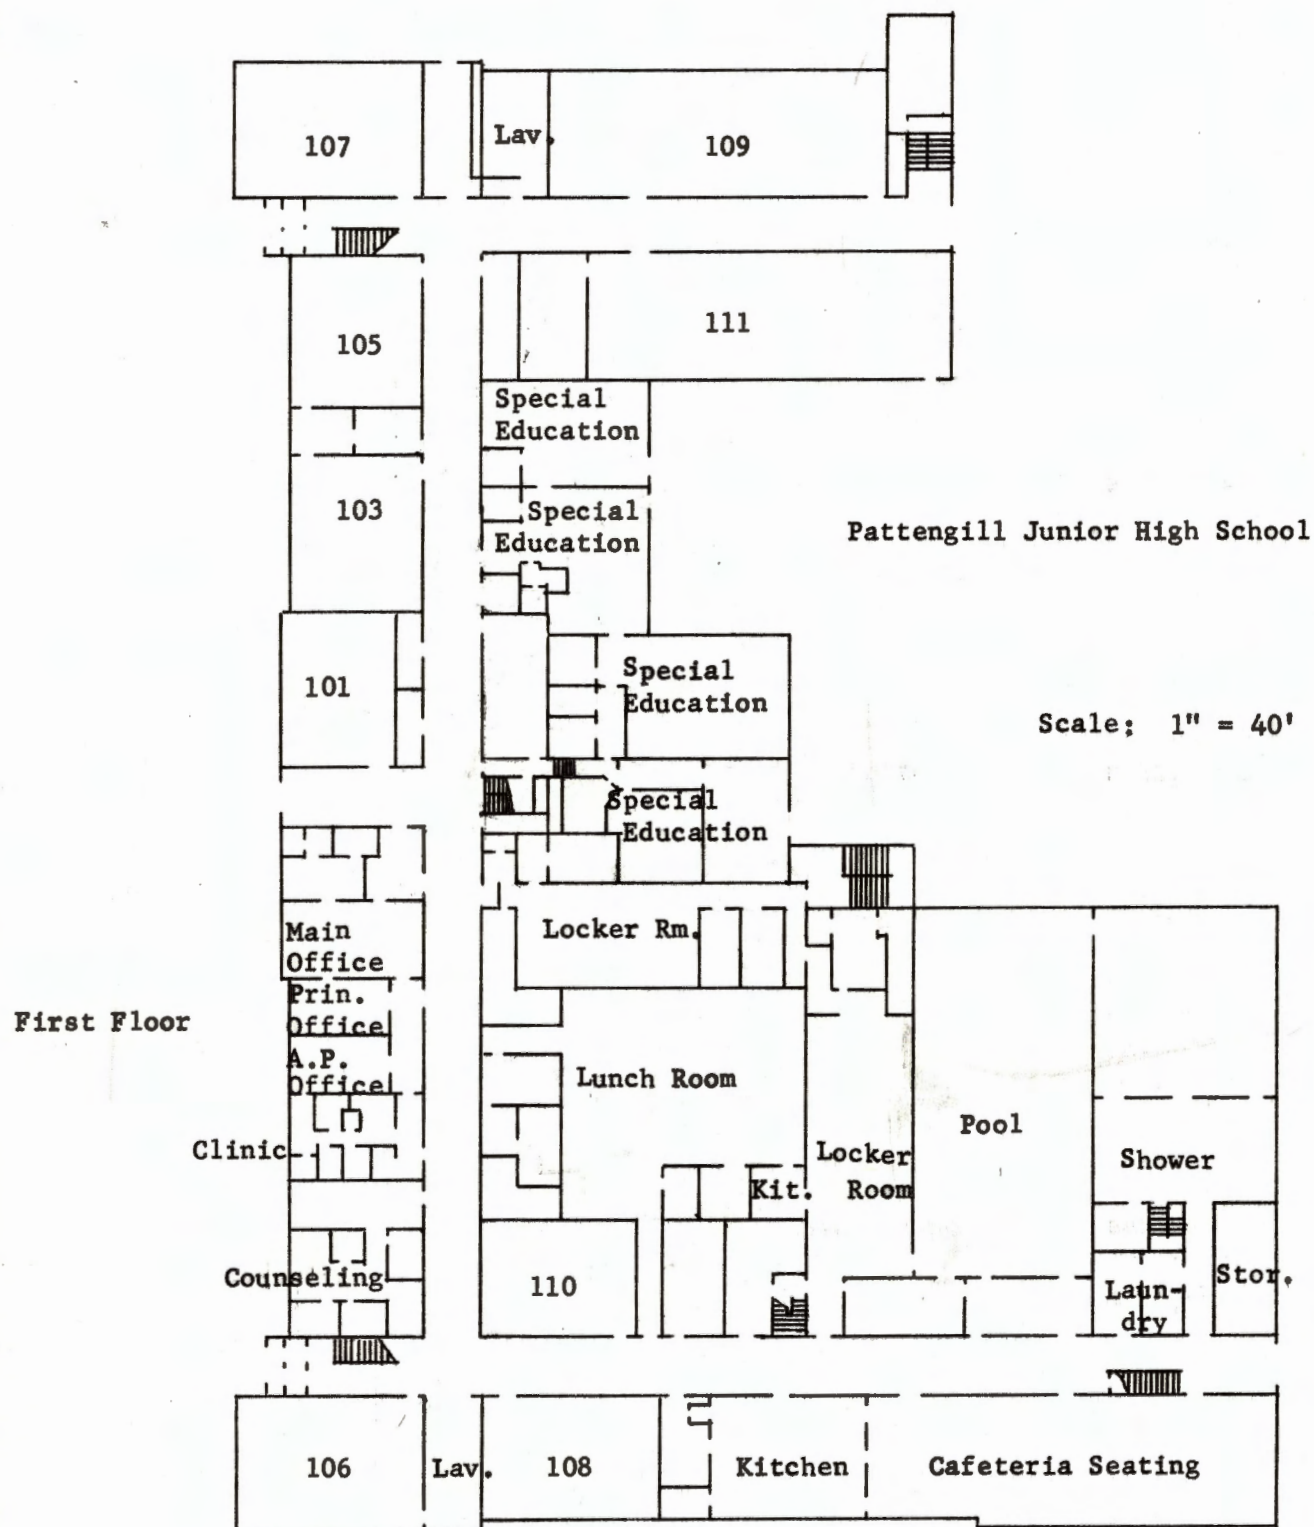 107
Lav.
109
105
111
Special
Education
103
Special
Education
Pattengill Junior High School
101
Special
Education
Scale: 1" = 40'
Special
Education
Main
Office
Locker Rm.
Prin.
Office
First Floor
A.P.
Office
Lunch Room
Clinic
Pool
Locker
Room
Shower
Kit.
Counseling
110
Stor.
Laun-
dry
106
Lav.
108
Kitchen
Cafeteria Seating